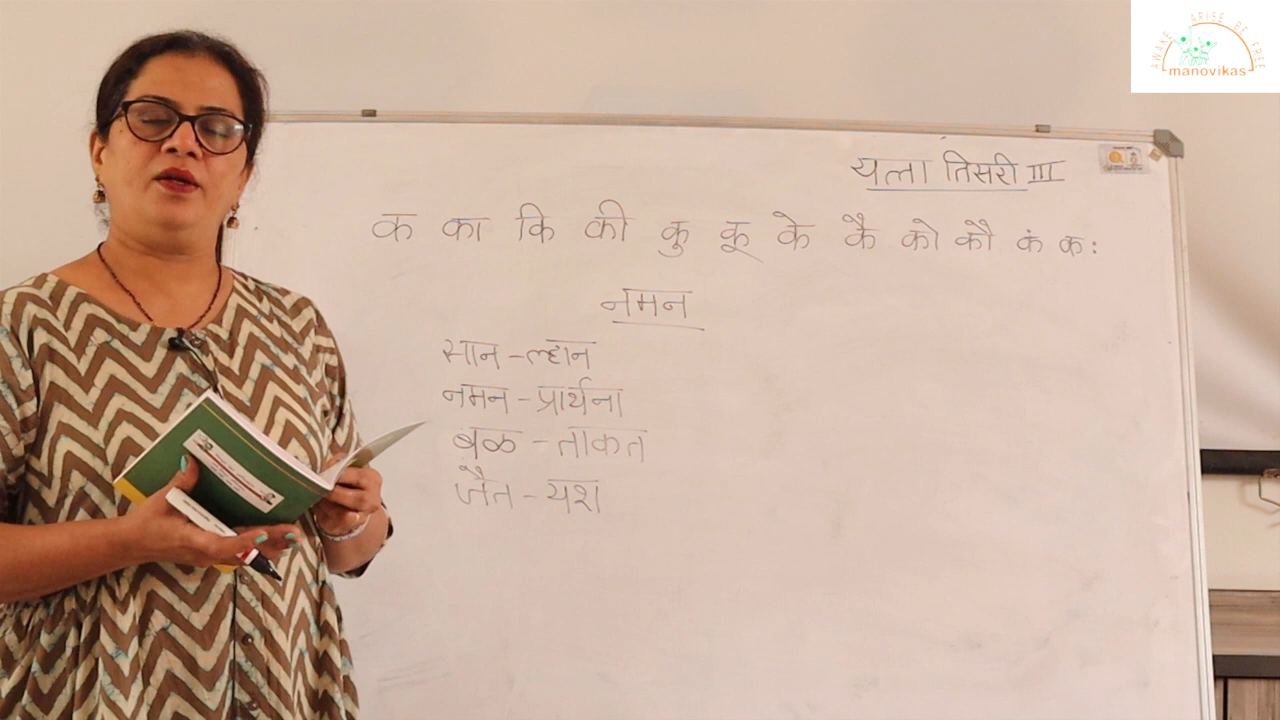 AWAKE ARISE BE FREE
manovikas
यत्ता तिसरी III
क का कि की कु कू के कै को कौ कं कः
नमन
सान - ल्हान
नमन - प्रार्थना
बळ - ताकत
जैत - यश